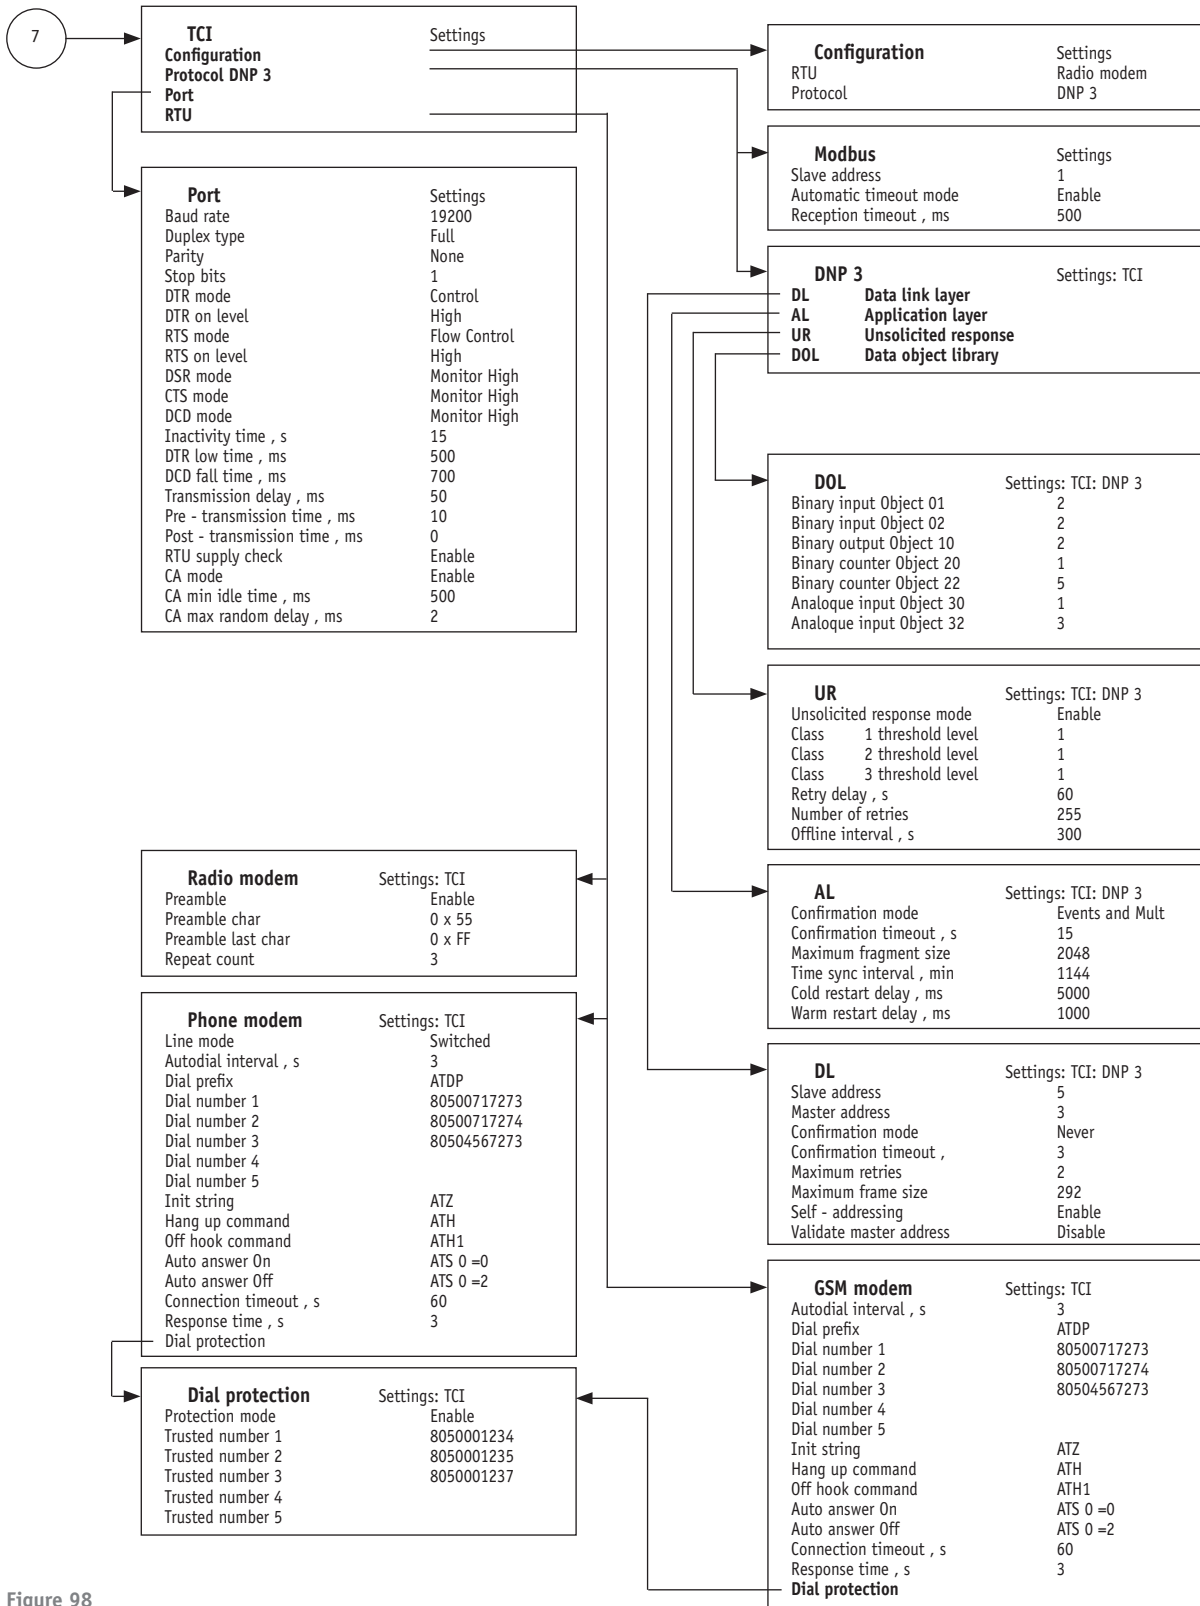 7
TCI Settings
Configuration
Protocol DNP 3
Port
RTU
Port Settings
Baud rate 19200
Duplex type Full
Parity None
Stop bits 1
DTR mode Control
DTR on level High
RTS mode Flow Control
RTS on level High
DSR mode Monitor High
CTS mode Monitor High
DCD mode Monitor High
Inactivity time , s 15
DTR low time , ms 500
DCD fall time , ms 700
Transmission delay , ms 50
Pre - transmission time , ms 10
Post - transmission time , ms 0
RTU supply check Enable
CA mode Enable
CA min idle time , ms 500
CA max random delay , ms 2
Radio modem Settings: TCI
Preamble Enable
Preamble char 0 x 55
Preamble last char 0 x FF
Repeat count 3
Phone modem Settings: TCI
Line mode Switched
Autodial interval , s 3
Dial prefix ATDP
Dial number 1 80500717273
Dial number 2 80500717274
Dial number 3 80504567273
Dial number 4
Dial number 5
Init string ATZ
Hang up command ATH
Off hook command ATH1
Auto answer On ATS 0 =0
Auto answer Off ATS 0 =2
Connection timeout , s 60
Response time , s 3
Dial protection
Dial protection Settings: TCI
Protection mode Enable
Trusted number 1 8050001234
Trusted number 2 8050001235
Trusted number 3 8050001237
Trusted number 4
Trusted number 5
Configuration Settings
RTU Radio modem
Protocol DNP 3
Modbus Settings
Slave address 1
Automatic timeout mode Enable
Reception timeout , ms 500
DNP 3 Settings: TCI
DL Data link layer
AL Application layer
UR Unsolicited response
DOL Data object library
DOL Settings: TCI: DNP 3
Binary input Object 01 2
Binary input Object 02 2
Binary output Object 10 2
Binary counter Object 20 1
Binary counter Object 22 5
Analoque input Object 30 1
Analoque input Object 32 3
UR Settings: TCI: DNP 3
Unsolicited response mode Enable
Class 1 threshold level 1
Class 2 threshold level 1
Class 3 threshold level 1
Retry delay , s 60
Number of retries 255
Offline interval , s 300
AL Settings: TCI: DNP 3
Confirmation mode Events and Mult
Confirmation timeout , s 15
Maximum fragment size 2048
Time sync interval , min 1144
Cold restart delay , ms 5000
Warm restart delay , ms 1000
DL Settings: TCI: DNP 3
Slave address 5
Master address 3
Confirmation mode Never
Confirmation timeout , 3
Maximum retries 2
Maximum frame size 292
Self - addressing Enable
Validate master address Disable
GSM modem Settings: TCI
Autodial interval , s 3
Dial prefix ATDP
Dial number 1 80500717273
Dial number 2 80500717274
Dial number 3 80504567273
Dial number 4
Dial number 5
Init string ATZ
Hang up command ATH
Off hook command ATH1
Auto answer On ATS 0 =0
Auto answer Off ATS 0 =2
Connection timeout , s 60
Response time , s 3
Dial protection
Figure 98